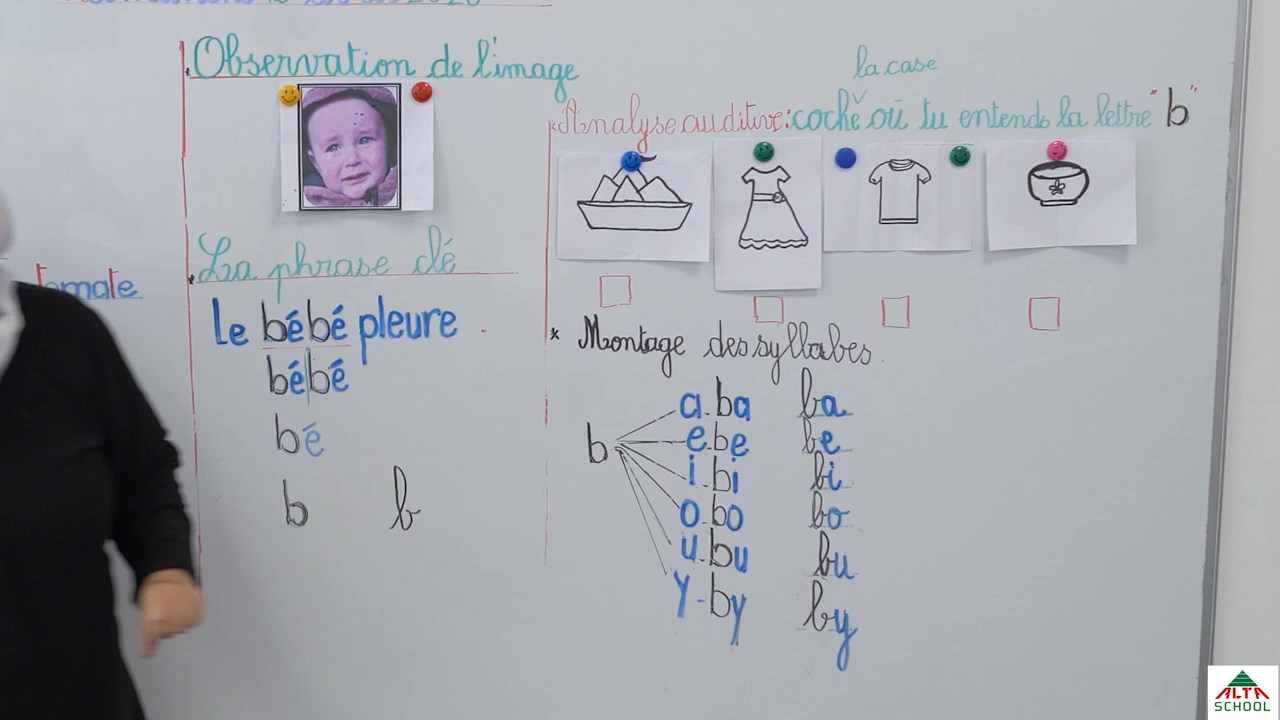 Observation de l'image
La phrase clé
tomate
Le bébé pleure .
bébé
bé
b b
la case
*Analyse auditive: coche où tu entends la lettre "b"
* Montage des syllabes.
b
a - ba ba
e - be be
i - bi bi
o - bo bo
u - bu bu
y - by by
ALTA
SCHOOL